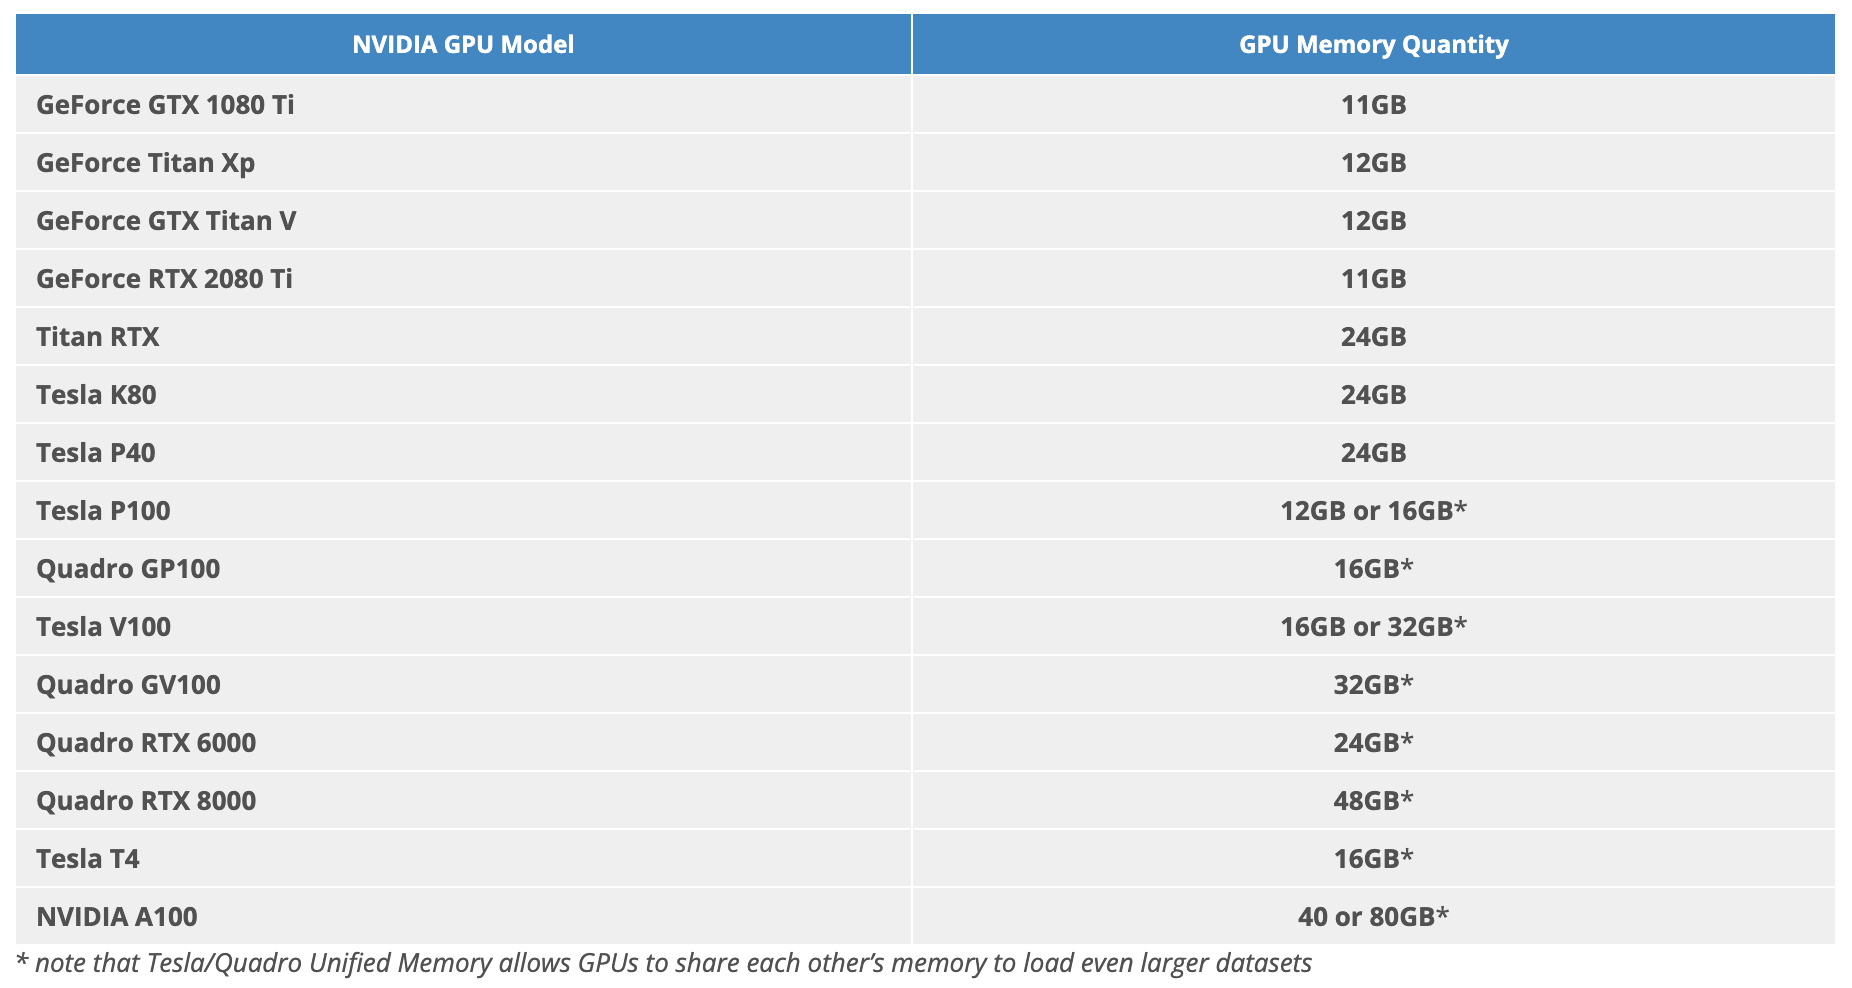 NVIDIA GPU Model GPU Memory Quantity
GeForce GTX 1080 Ti 11GB
GeForce Titan Xp 12GB
GeForce GTX Titan V 12GB
GeForce RTX 2080 Ti 11GB
Titan RTX 24GB
Tesla K80 24GB
Tesla P40 24GB
Tesla P100 12GB or 16GB*
Quadro GP100 16GB*
Tesla V100 16GB or 32GB*
Quadro GV100 32GB*
Quadro RTX 6000 24GB*
Quadro RTX 8000 48GB*
Tesla T4 16GB*
NVIDIA A100 40 or 80GB*
* note that Tesla/Quadro Unified Memory allows GPUs to share each other’s memory to load even larger datasets